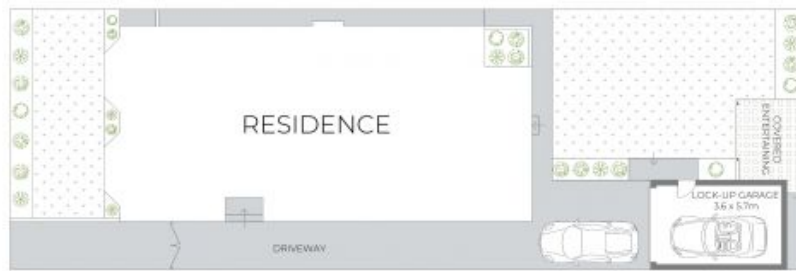 RESIDENCE
COVERED
ENTERTAINING
LOCK-UP GARAGE
3.6 x 5.7m
DRIVEWAY